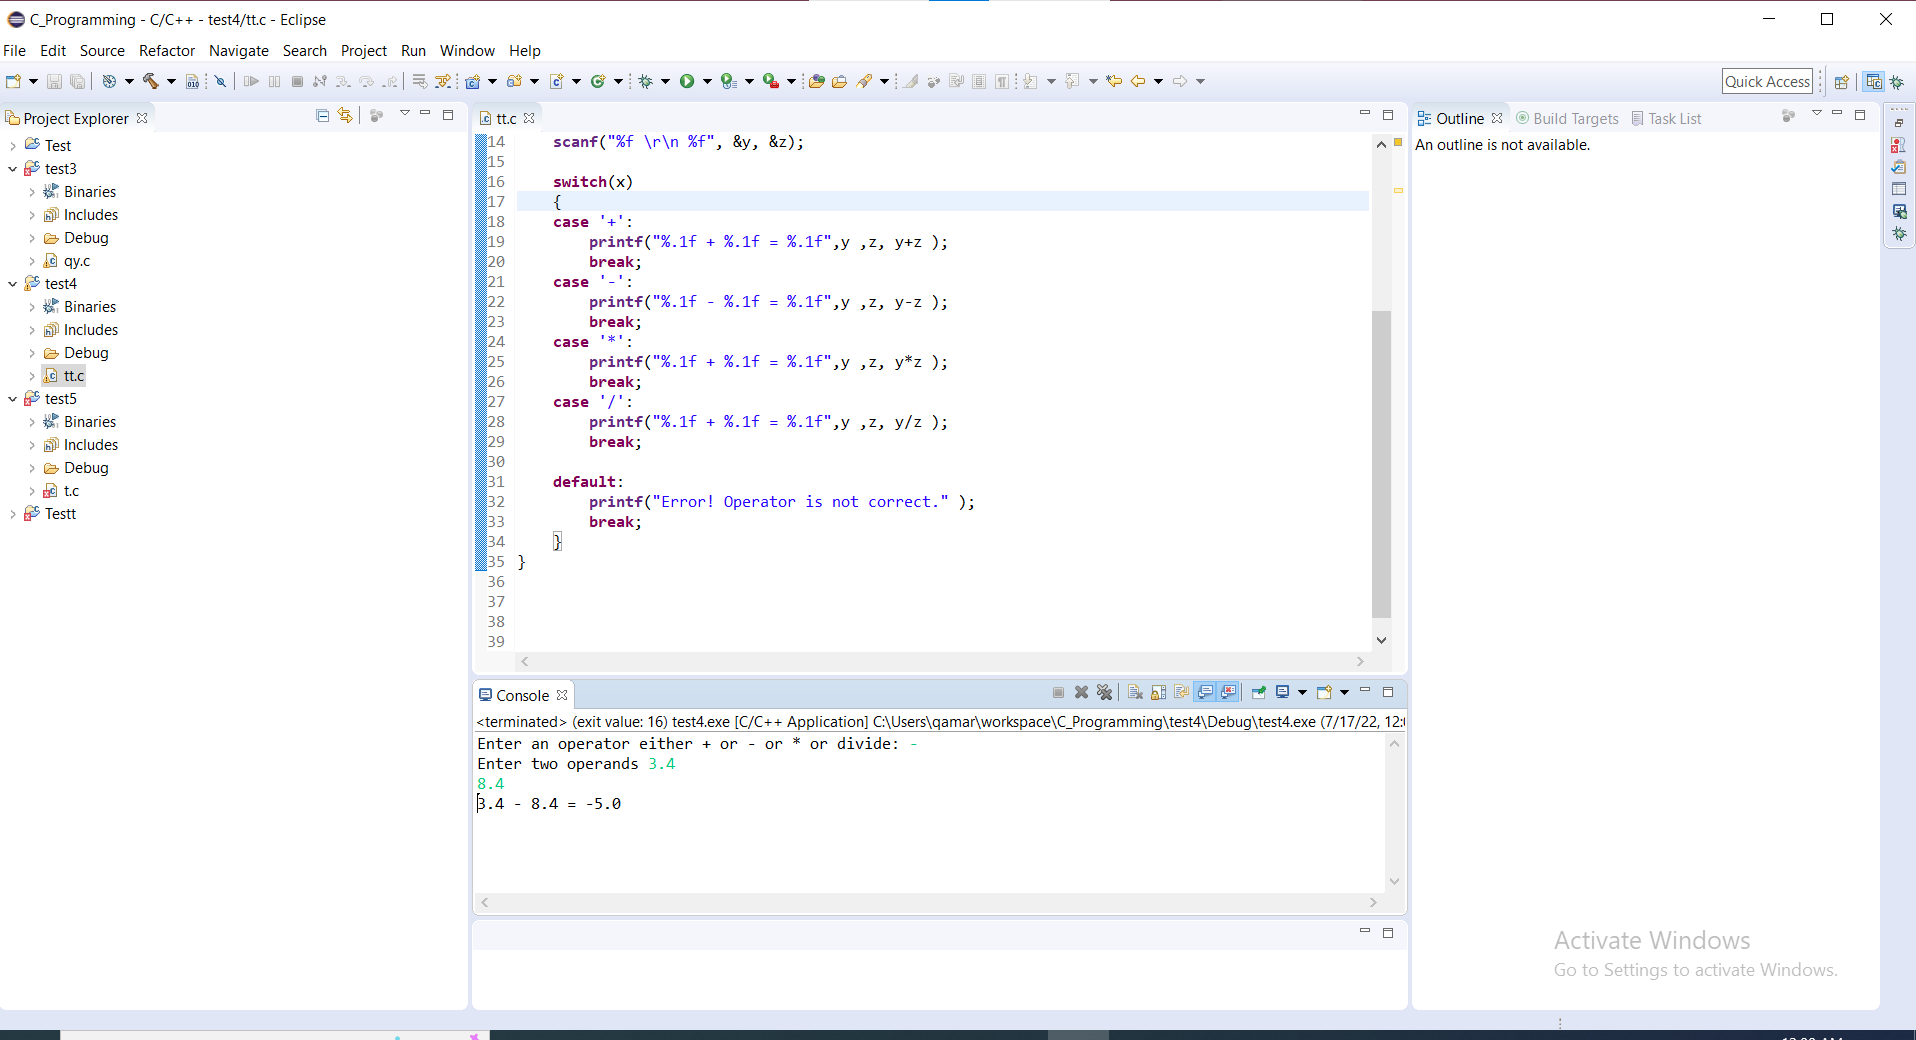 C_Programming - C/C++ - test4/tt.c - Eclipse
File Edit Source Refactor Navigate Search Project Run Window Help
Quick Access
Project Explorer
Test
test3
Binaries
Includes
Debug
qy.c
test4
Binaries
Includes
Debug
tt.c
test5
Binaries
Includes
Debug
t.c
Testt
tt.c
14     scanf("%f \r\n %f", &y, &z);
15
16     switch(x)
17     {
18     case '+':
19         printf("%.1f + %.1f = %.1f",y ,z, y+z );
20         break;
21     case '-':
22         printf("%.1f - %.1f = %.1f",y ,z, y-z );
23         break;
24     case '*':
25         printf("%.1f + %.1f = %.1f",y ,z, y*z );
26         break;
27     case '/':
28         printf("%.1f + %.1f = %.1f",y ,z, y/z );
29         break;
30
31     default:
32         printf("Error! Operator is not correct." );
33         break;
34     }
35 }
36
37
38
39
Console
<terminated> (exit value: 16) test4.exe [C/C++ Application] C:\Users\qamar\workspace\C_Programming\test4\Debug\test4.exe (7/17/22, 12:
Enter an operator either + or - or * or divide: -
Enter two operands 3.4
8.4
3.4 - 8.4 = -5.0
Outline Build Targets Task List
An outline is not available.
Activate Windows
Go to Settings to activate Windows.